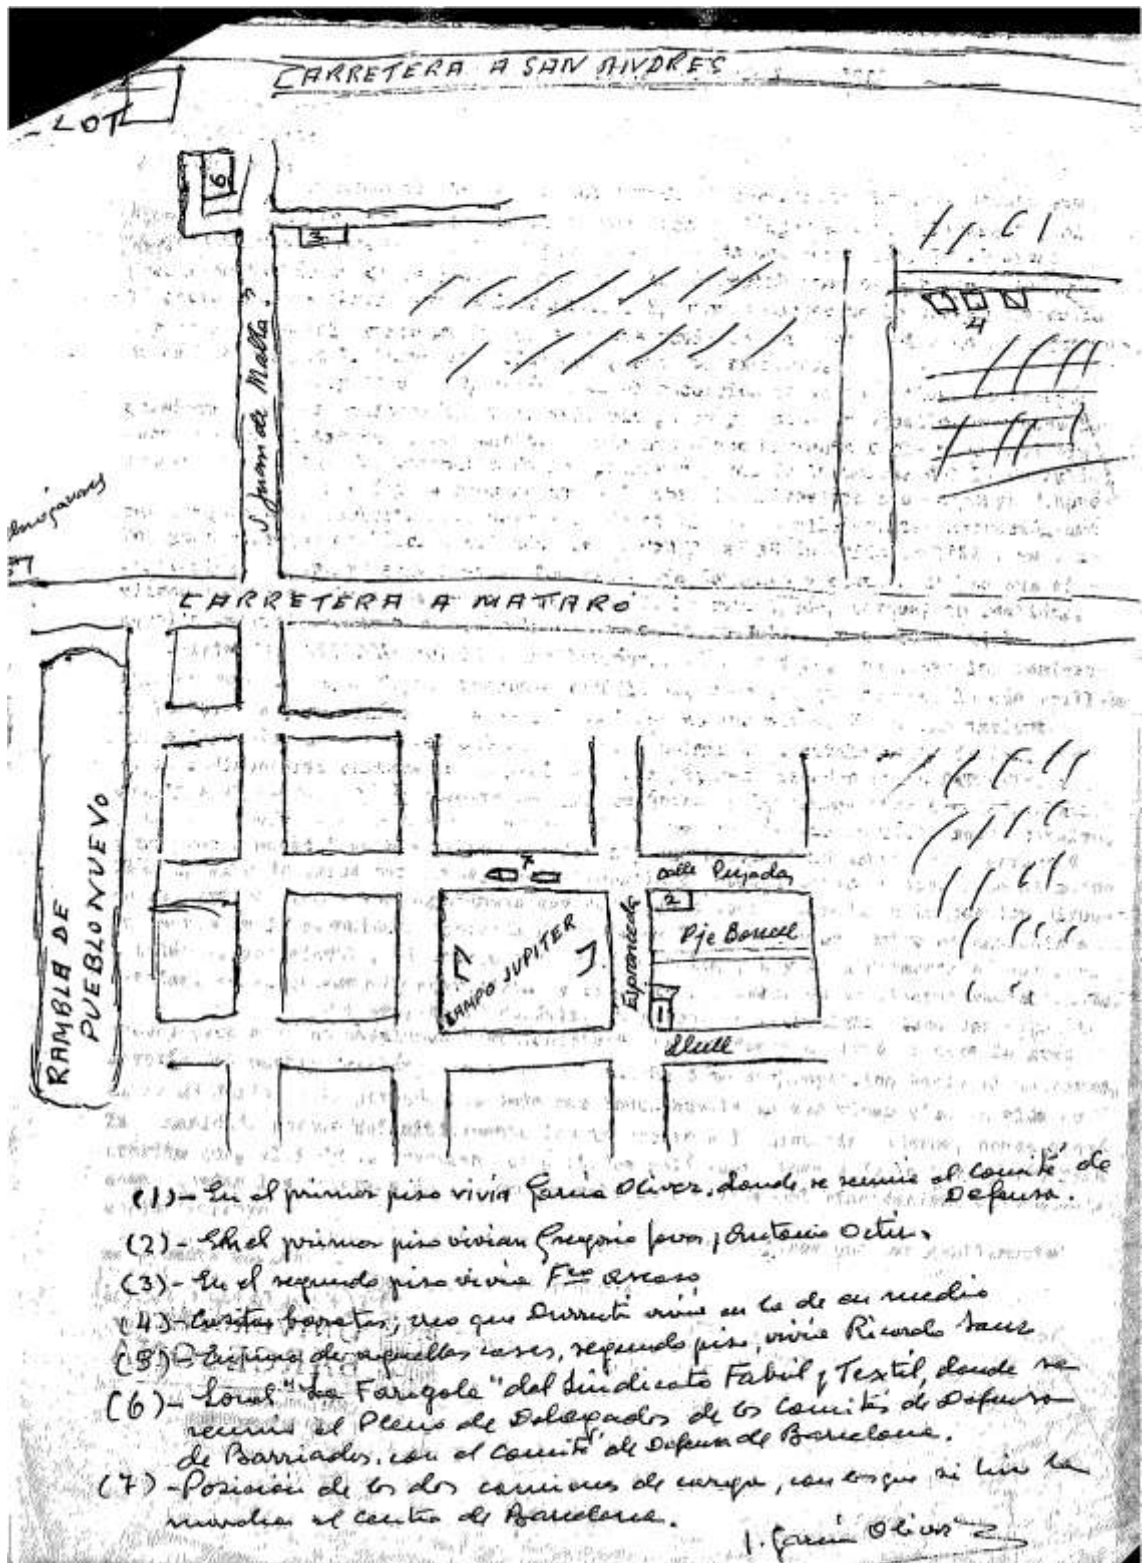 CARRETERA A SAN ANDRES
- LOT
6
3
4
S. Juan de Malta
CARRETERA A MATARÓ
RAMBLA DE
PUEBLO NUEVO
7
calle Pujadas
2
Pje Bori
Espronceda
CAMPO JUPITER
1
Llull
(1)- En el primer piso vivía García Oliver, donde se reunía el Comité de
Defensa.
(2)- En el primer piso vivían Gregorio Jover y Antonio Ortiz.
(3)- En el segundo piso vivía Fco Ascaso
(4)- Casitas baratas; creo que Durruti vivía en la de en medio
(5)- Encima de aquellas casas, segundo piso, vivía Ricardo Sanz
(6)- Local "La Farigola" del Sindicato Fabril y Textil, donde se
reunió el Pleno de Delegados de los Comités de Defensa
de Barriadas, con el Comité de Defensa de Barcelona.
(7)- Posición de los dos camiones de carga, con los que se hizo la
marcha al centro de Barcelona.
J. García Oliver